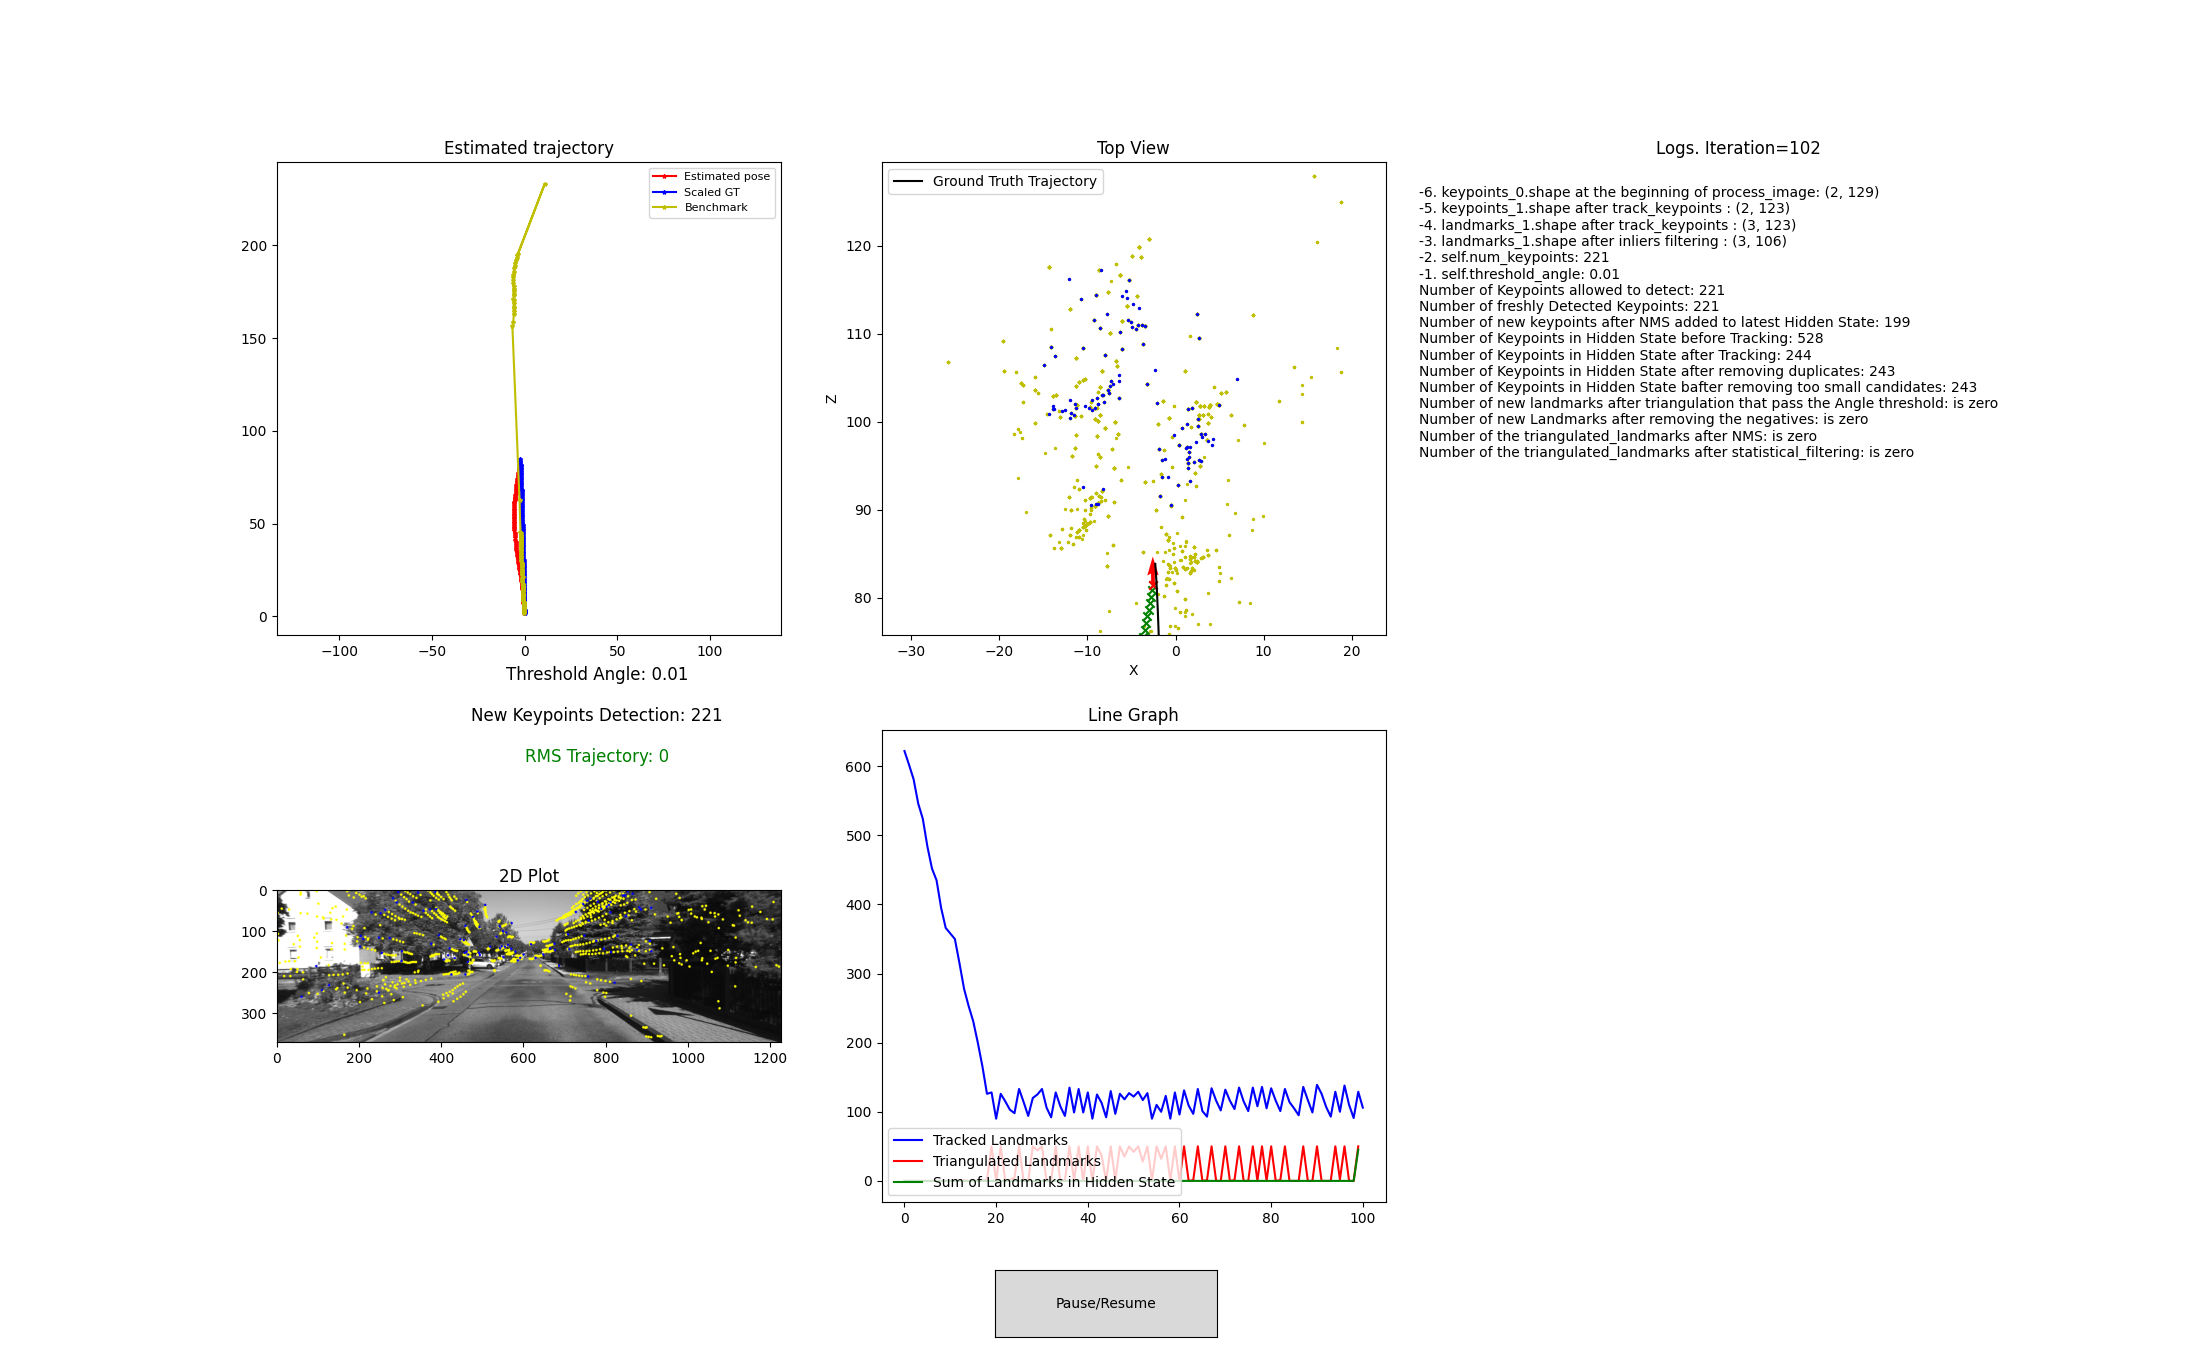 Estimated trajectory
Estimated pose
Scaled GT
Benchmark
200
150
100
50
0
−100
−50
0
50
100
Threshold Angle: 0.01
New Keypoints Detection: 221
RMS Trajectory: 0
Top View
Ground Truth Trajectory
Z
120
110
100
90
80
−30
−20
−10
0
10
20
X
Logs. Iteration=102
-6. keypoints_0.shape at the beginning of process_image: (2, 129)
-5. keypoints_1.shape after track_keypoints : (2, 123)
-4. landmarks_1.shape after track_keypoints : (3, 123)
-3. landmarks_1.shape after inliers filtering : (3, 106)
-2. self.num_keypoints: 221
-1. self.threshold_angle: 0.01
Number of Keypoints allowed to detect: 221
Number of freshly Detected Keypoints: 221
Number of new keypoints after NMS added to latest Hidden State: 199
Number of Keypoints in Hidden State before Tracking: 528
Number of Keypoints in Hidden State after Tracking: 244
Number of Keypoints in Hidden State after removing duplicates: 243
Number of Keypoints in Hidden State bafter removing too small candidates: 243
Number of new landmarks after triangulation that pass the Angle threshold: is zero
Number of new Landmarks after removing the negatives: is zero
Number of the triangulated_landmarks after NMS: is zero
Number of the triangulated_landmarks after statistical_filtering: is zero
2D Plot
0
100
200
300
0
200
400
600
800
1000
1200
Line Graph
600
500
400
300
200
100
0
Tracked Landmarks
Triangulated Landmarks
Sum of Landmarks in Hidden State
0
20
40
60
80
100
Pause/Resume